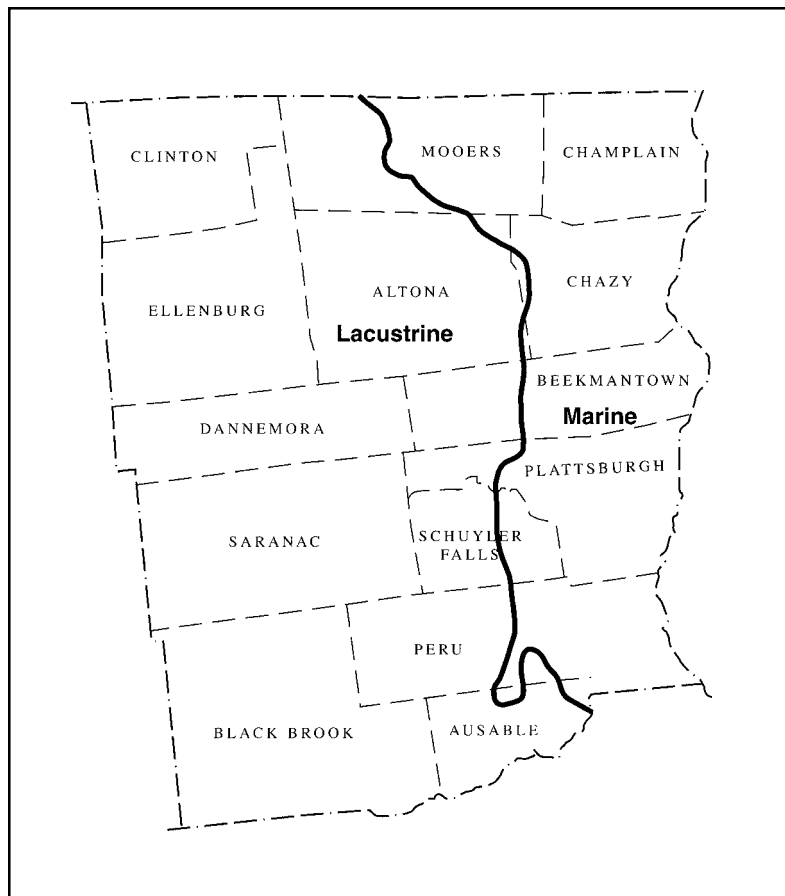 CLINTON
MOOERS
CHAMPLAIN
ELLENBURG
ALTONA
CHAZY
Lacustrine
BEEKMANTOWN
Marine
DANNEMORA
PLATTSBURGH
SARANAC
SCHUYLER
FALLS
PERU
BLACK BROOK
AUSABLE